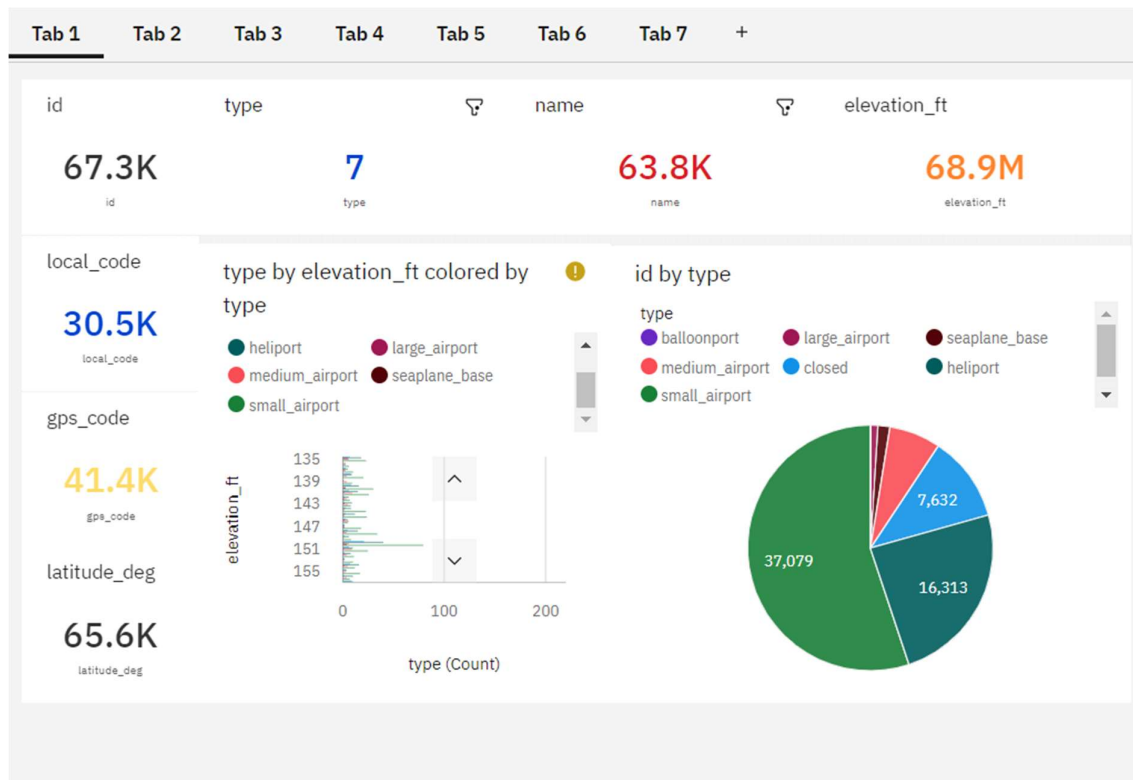 Tab 1 Tab 2 Tab 3 Tab 4 Tab 5 Tab 6 Tab 7 +
id
67.3K
id
type
7
type
name
63.8K
name
elevation_ft
68.9M
elevation_ft
local_code
30.5K
local_code
gps_code
41.4K
gps_code
latitude_deg
65.6K
latitude_deg
type by elevation_ft colored by
type
heliport large_airport
medium_airport seaplane_base
small_airport
elevation_ft
135
139
143
147
151
155
0 100 200
type (Count)
id by type
type
balloonport large_airport seaplane_base
medium_airport closed heliport
small_airport
7,632
37,079
16,313